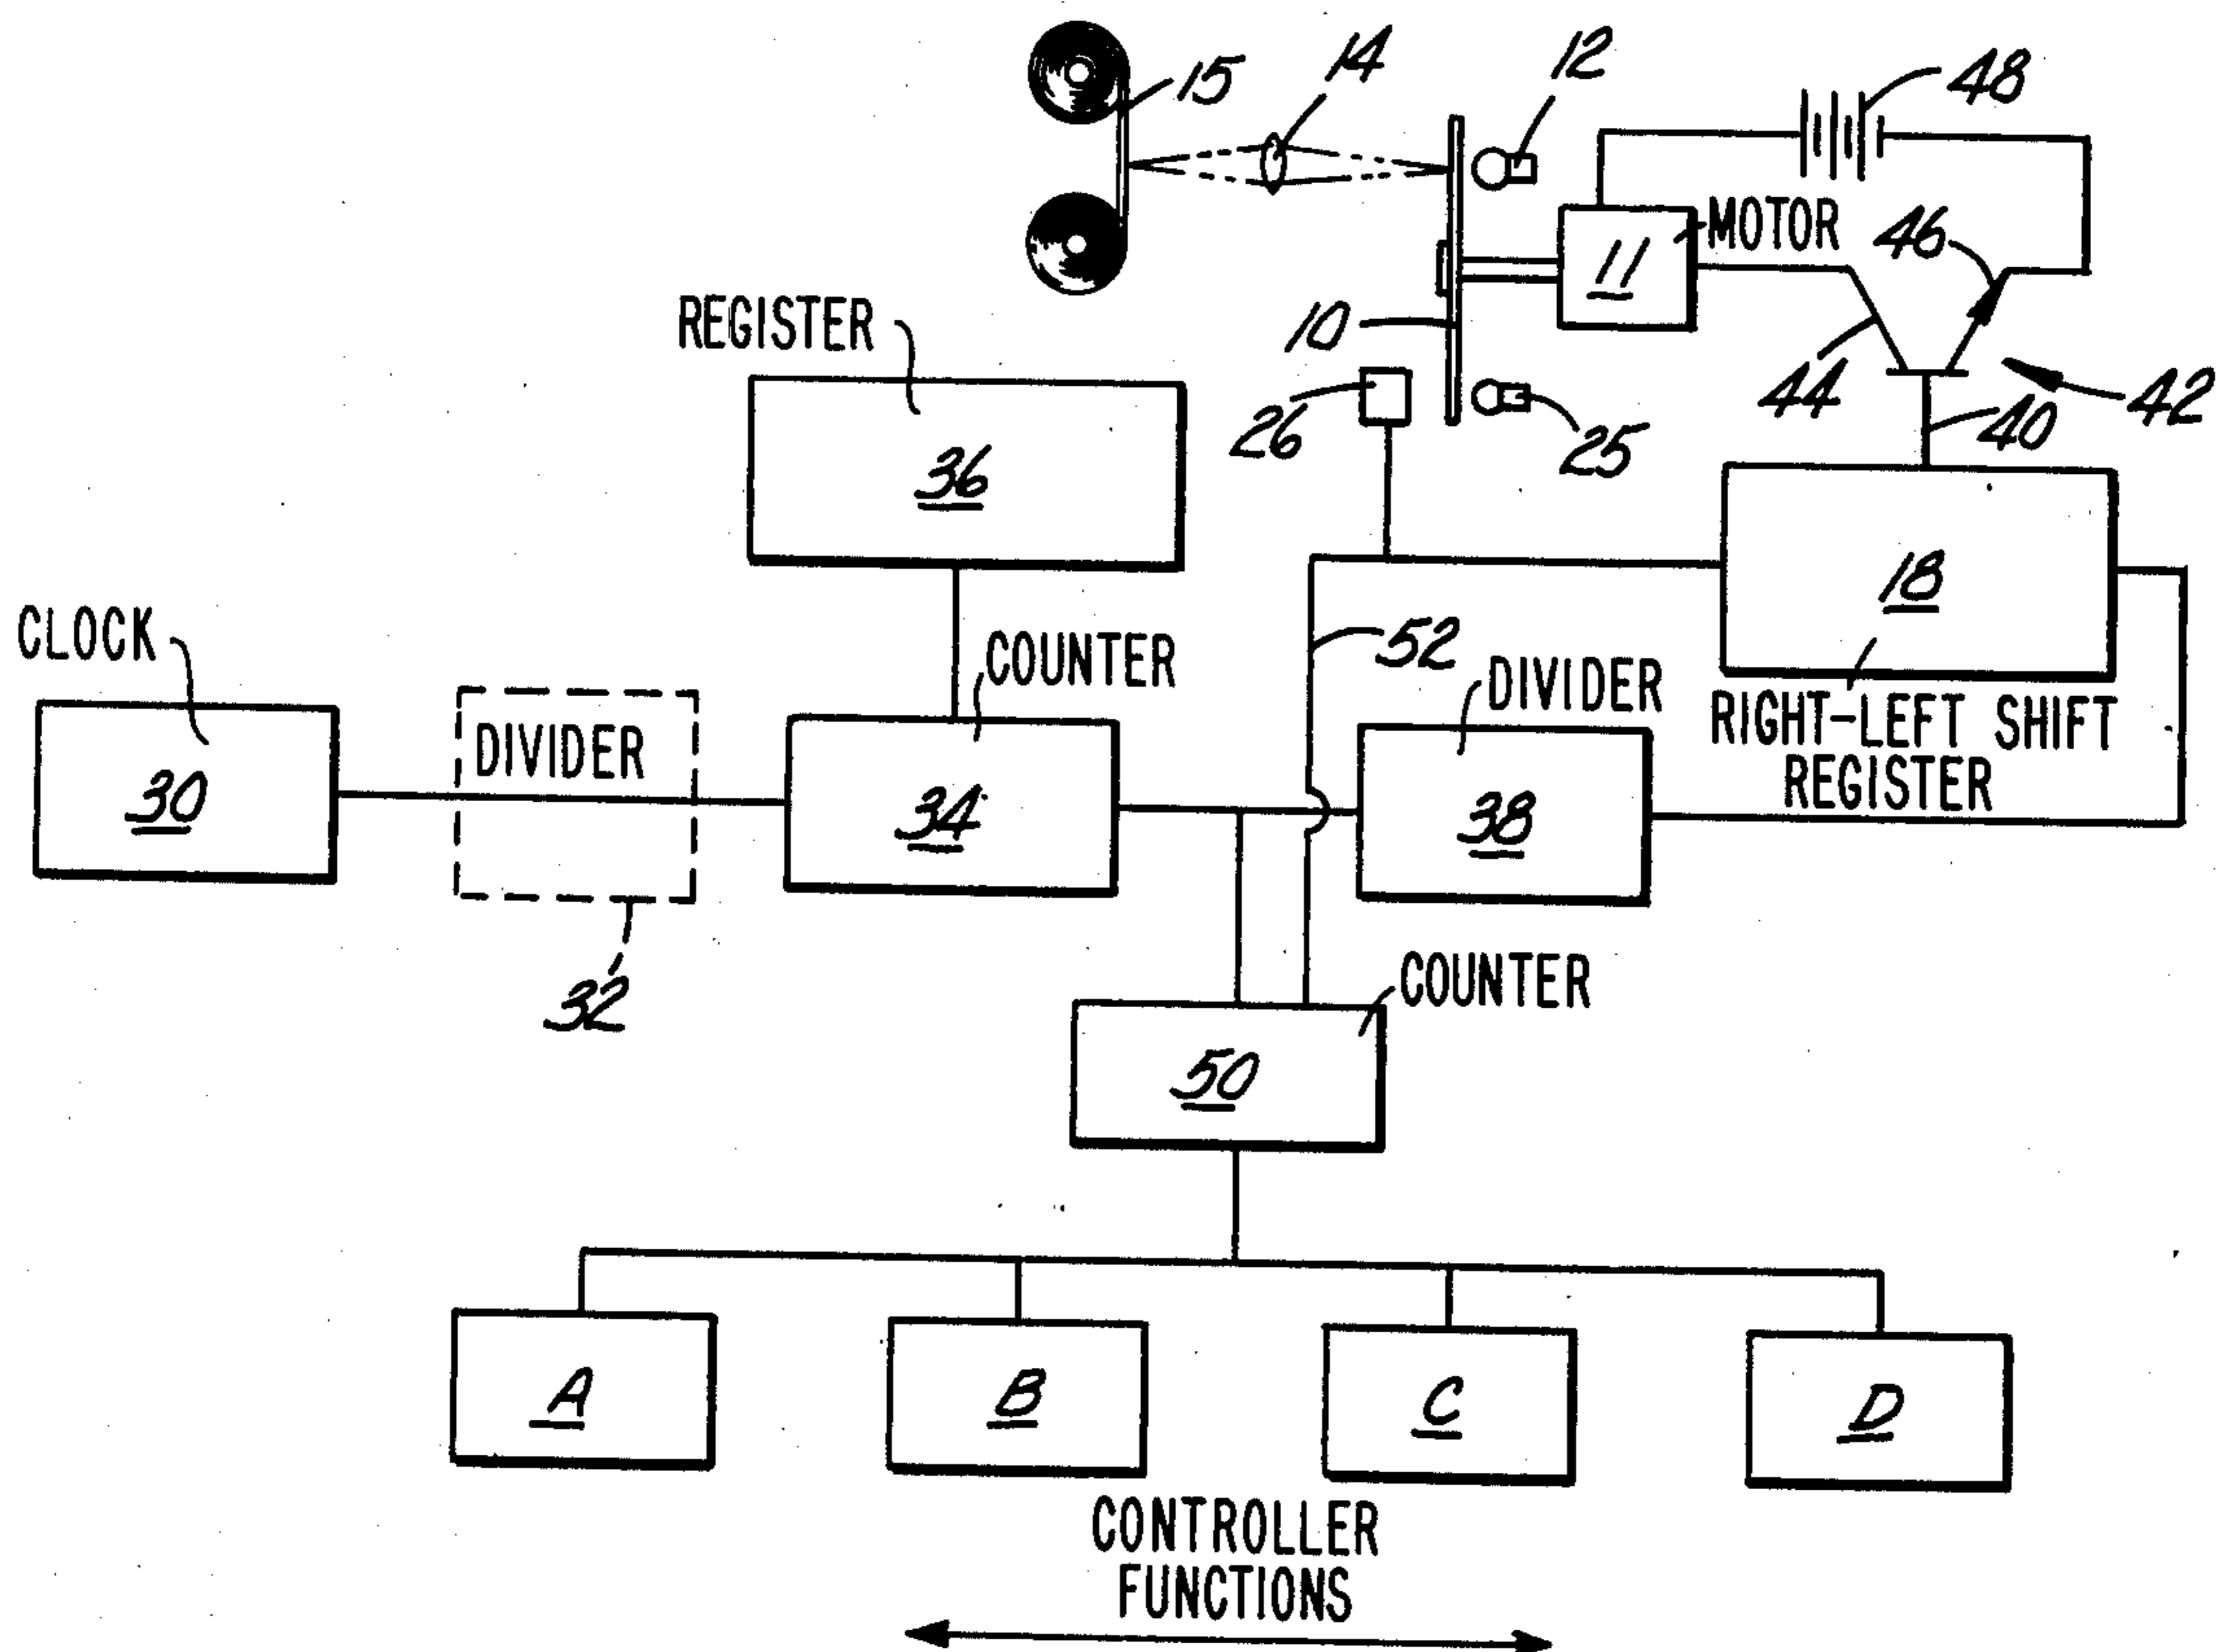 15
14
12
48
MOTOR
46
11
REGISTER
10
44
42
26
25
40
36
18
CLOCK
COUNTER
52
DIVIDER
RIGHT-LEFT SHIFT
REGISTER
DIVIDER
30
34
38
32
COUNTER
50
A
B
C
D
CONTROLLER
FUNCTIONS